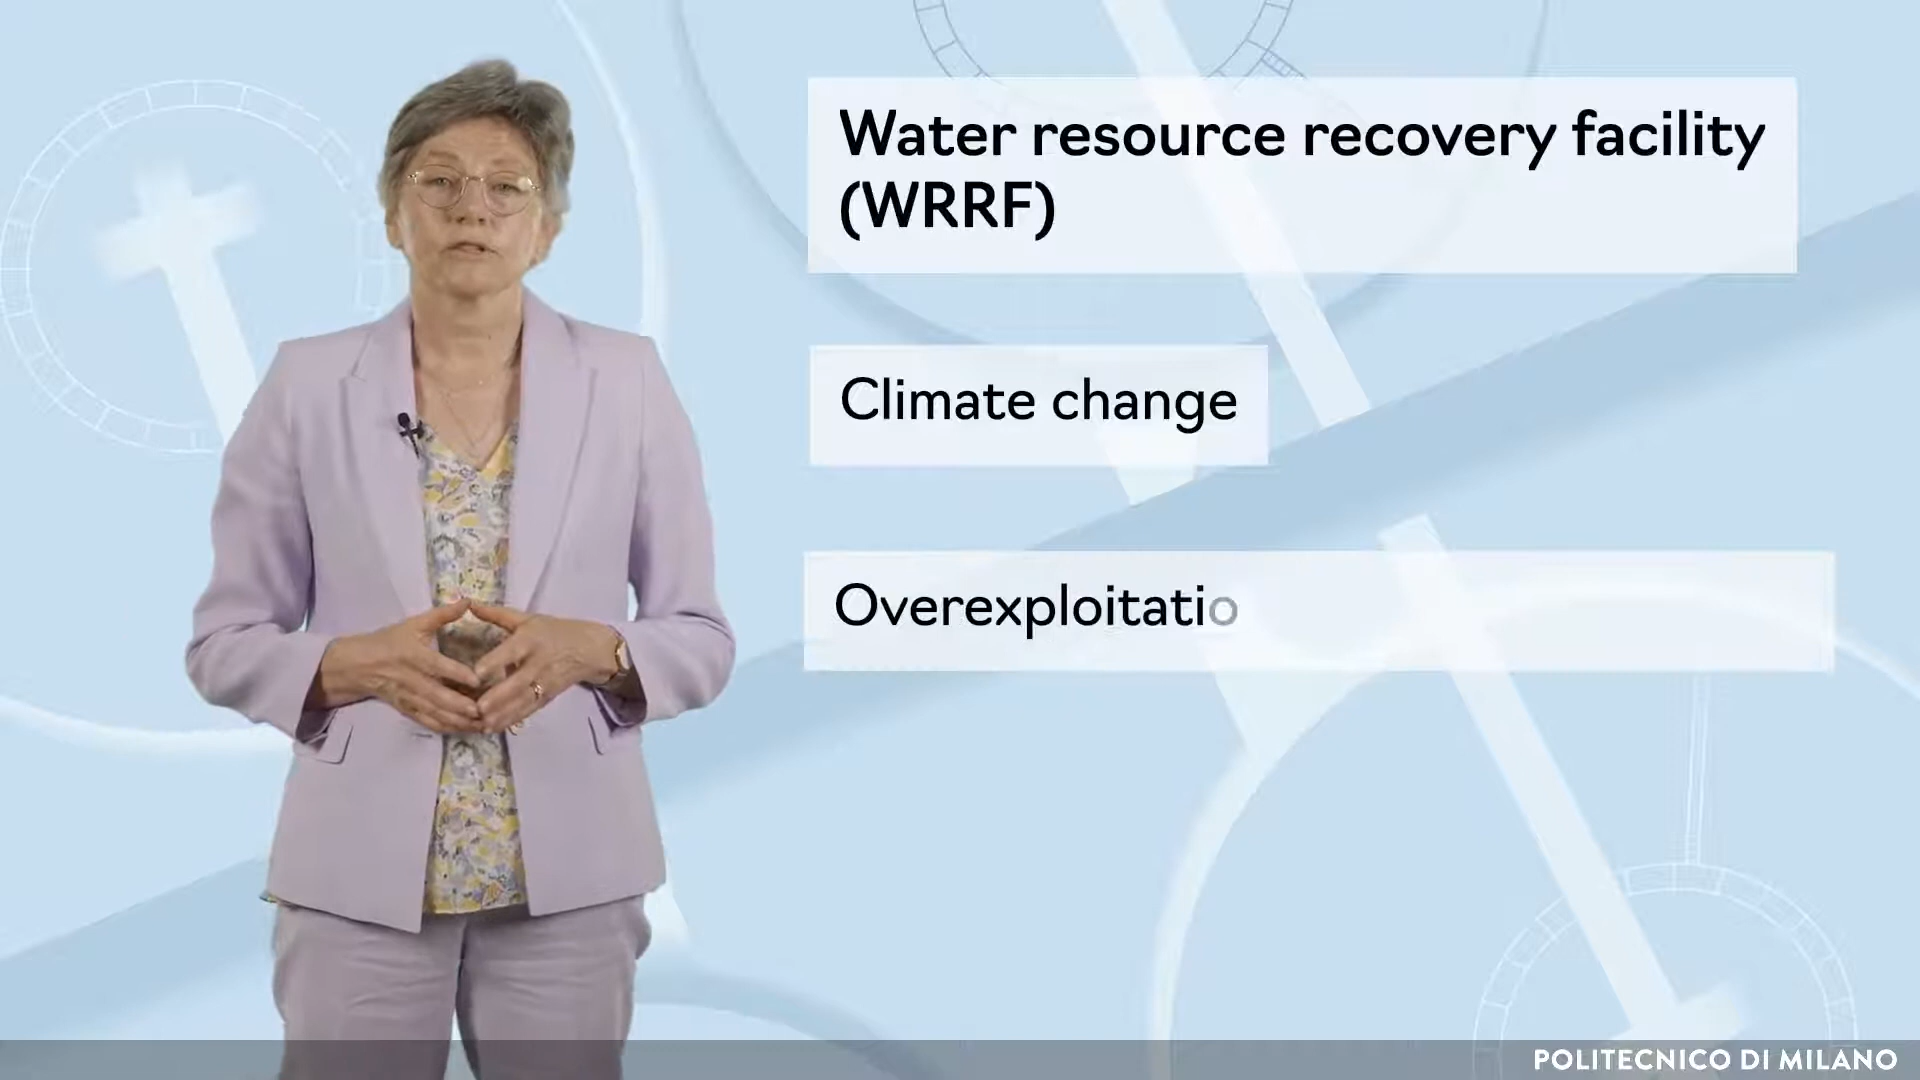 Water resource recovery facility
(WRRF)
Climate change
Overexploitatio
POLITECNICO DI MILANO